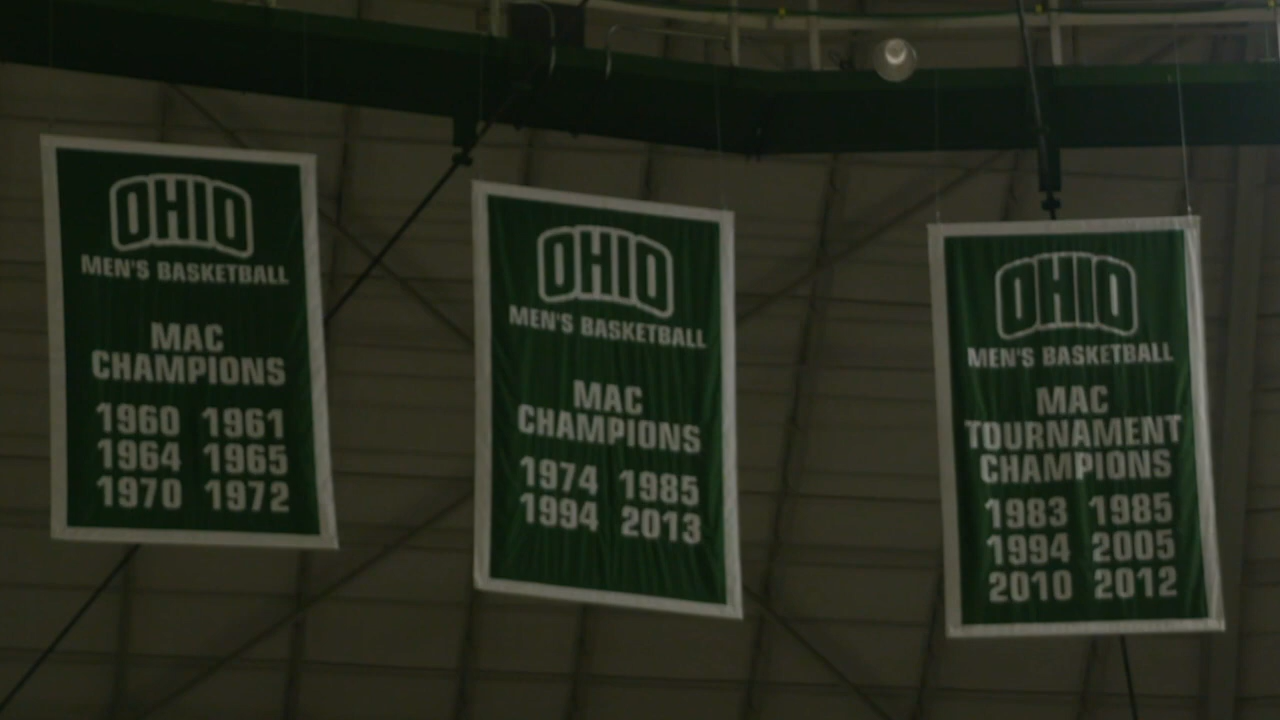 OHIO
MEN'S BASKETBALL
MAC
CHAMPIONS
1960 1961
1964 1965
1970 1972
OHIO
MEN'S BASKETBALL
MAC
CHAMPIONS
1974 1985
1994 2013
OHIO
MEN'S BASKETBALL
MAC
TOURNAMENT
CHAMPIONS
1983 1985
1994 2005
2010 2012